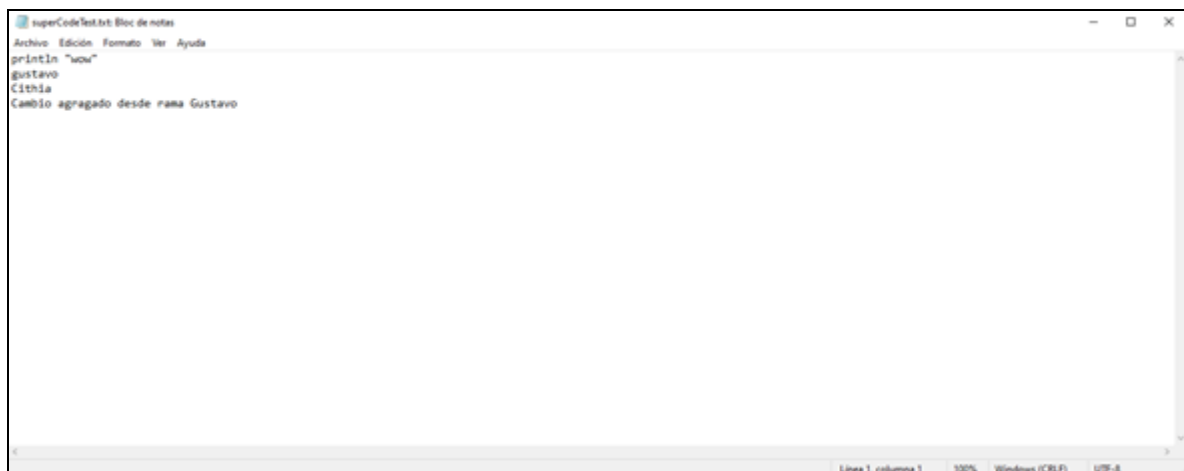 superCodeTest.txt: Bloc de notas
Archivo Edición Formato Ver Ayuda
println "wow"
gustavo
Cithia
Cambio agragado desde rama Gustavo
Línea 1, columna 1 100% Windows (CRLF) UTF-8